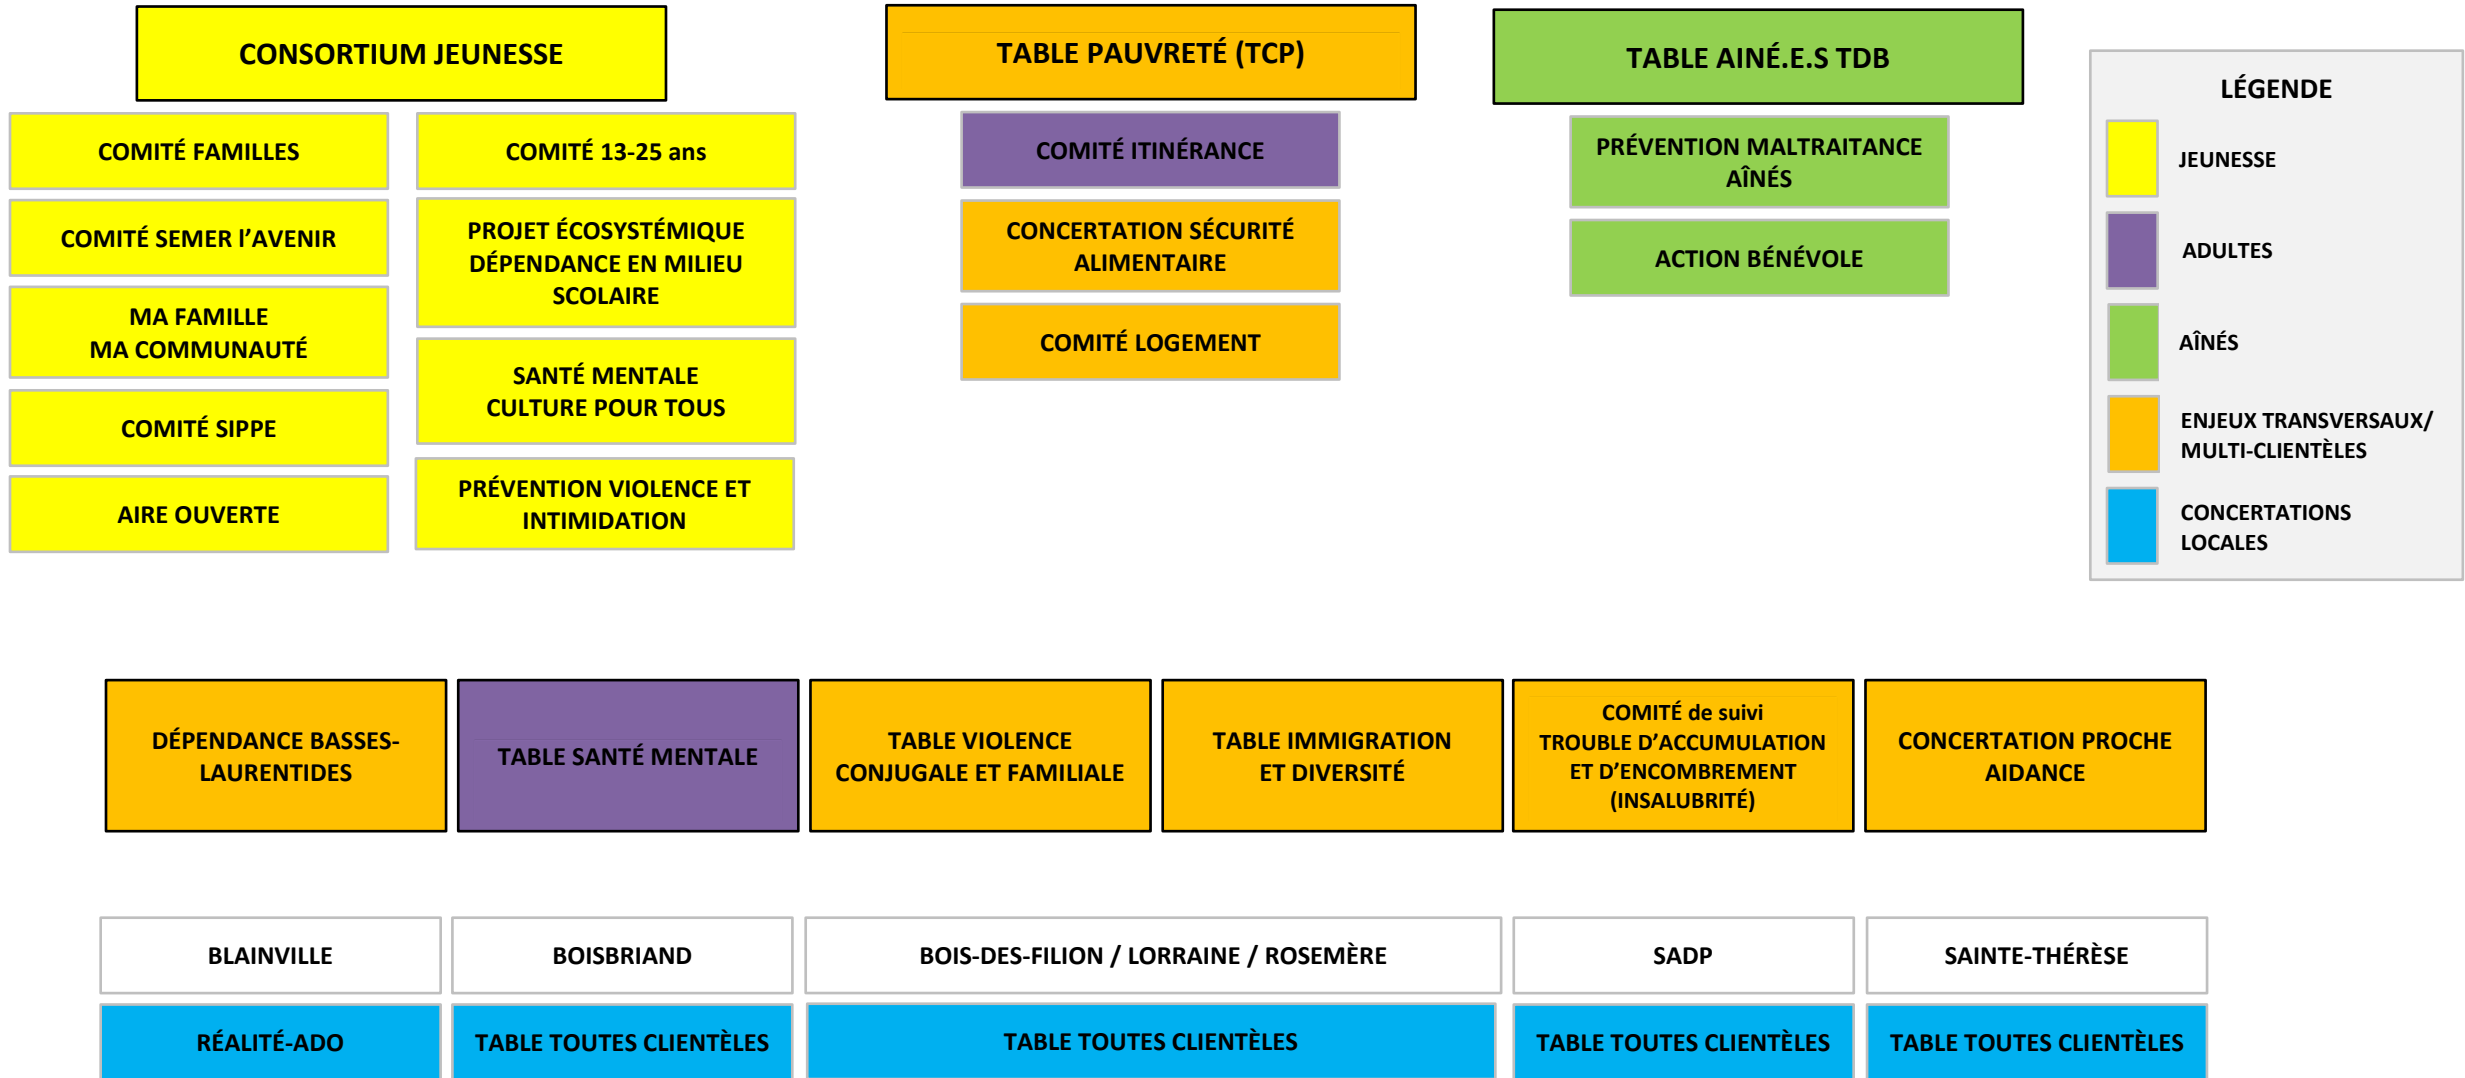 CONSORTIUM JEUNESSE
COMITÉ FAMILLES
COMITÉ SEMER l’AVENIR
MA FAMILLE
MA COMMUNAUTÉ
COMITÉ SIPPE
AIRE OUVERTE
COMITÉ 13-25 ans
PROJET ÉCOSYSTÉMIQUE
DÉPENDANCE EN MILIEU
SCOLAIRE
SANTÉ MENTALE
CULTURE POUR TOUS
PRÉVENTION VIOLENCE ET
INTIMIDATION
TABLE PAUVRETÉ (TCP)
COMITÉ ITINÉRANCE
CONCERTATION SÉCURITÉ
ALIMENTAIRE
COMITÉ LOGEMENT
TABLE AINÉ.E.S TDB
PRÉVENTION MALTRAITANCE
AÎNÉS
ACTION BÉNÉVOLE
LÉGENDE
JEUNESSE
ADULTES
AÎNÉS
ENJEUX TRANSVERSAUX/
MULTI-CLIENTÈLES
CONCERTATIONS
LOCALES
DÉPENDANCE BASSES-
LAURENTIDES
TABLE SANTÉ MENTALE
TABLE VIOLENCE
CONJUGALE ET FAMILIALE
TABLE IMMIGRATION
ET DIVERSITÉ
COMITÉ de suivi
TROUBLE D’ACCUMULATION
ET D’ENCOMBREMENT
(INSALUBRITÉ)
CONCERTATION PROCHE
AIDANCE
BLAINVILLE
BOISBRIAND
BOIS-DES-FILION / LORRAINE / ROSEMÈRE
SADP
SAINTE-THÉRÈSE
RÉALITÉ-ADO
TABLE TOUTES CLIENTÈLES
TABLE TOUTES CLIENTÈLES
TABLE TOUTES CLIENTÈLES
TABLE TOUTES CLIENTÈLES